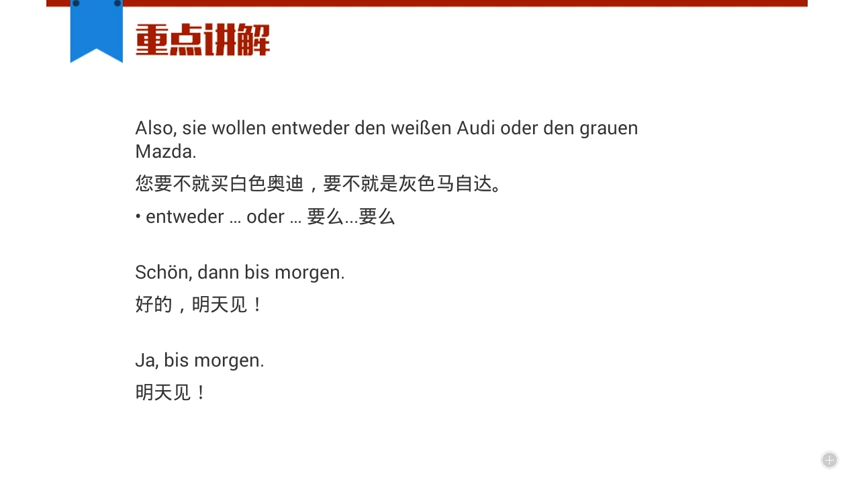 重点讲解
Also, sie wollen entweder den weißen Audi oder den grauen
Mazda.
您要不就买白色奥迪，要不就是灰色马自达。
• entweder ... oder ... 要么...要么
Schön, dann bis morgen.
好的，明天见！
Ja, bis morgen.
明天见！